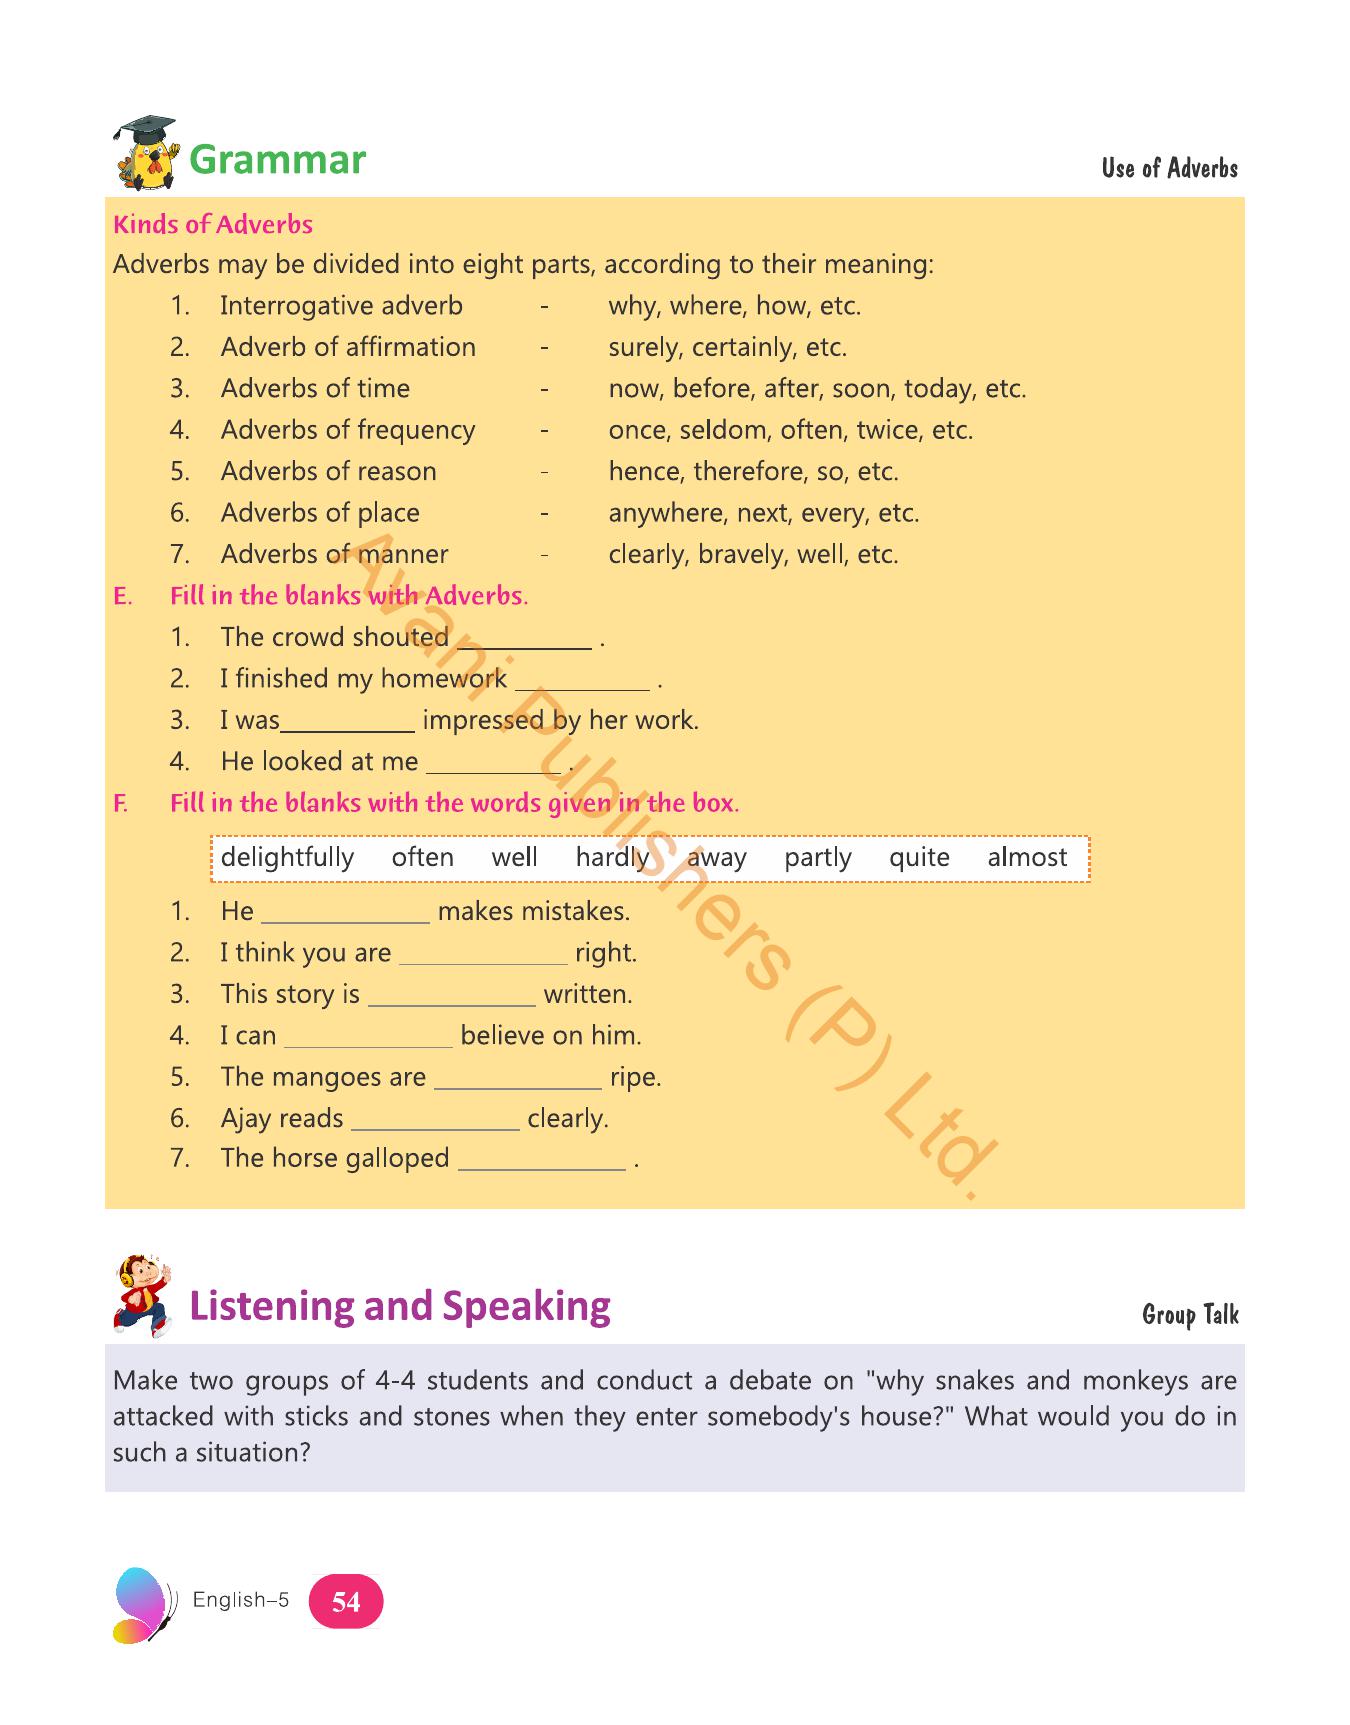 Grammar
Use of Adverbs
Kinds of Adverbs
Adverbs may be divided into eight parts, according to their meaning:
1. Interrogative adverb - why, where, how, etc.
2. Adverb of affirmation - surely, certainly, etc.
3. Adverbs of time - now, before, after, soon, today, etc.
4. Adverbs of frequency - once, seldom, often, twice, etc.
5. Adverbs of reason - hence, therefore, so, etc.
6. Adverbs of place - anywhere, next, every, etc.
7. Adverbs of manner - clearly, bravely, well, etc.
E. Fill in the blanks with Adverbs.
1. The crowd shouted __________ .
2. I finished my homework __________ .
3. I was__________ impressed by her work.
4. He looked at me __________ .
F. Fill in the blanks with the words given in the box.
delightfully often well hardly away partly quite almost
1. He ____________ makes mistakes.
2. I think you are ____________ right.
3. This story is ____________ written.
4. I can ____________ believe on him.
5. The mangoes are ____________ ripe.
6. Ajay reads ____________ clearly.
7. The horse galloped ____________ .
Avani Publishers (P) Ltd.
Listening and Speaking
Group Talk
Make two groups of 4-4 students and conduct a debate on "why snakes and monkeys are
attacked with sticks and stones when they enter somebody's house?" What would you do in
such a situation?
English–5 54